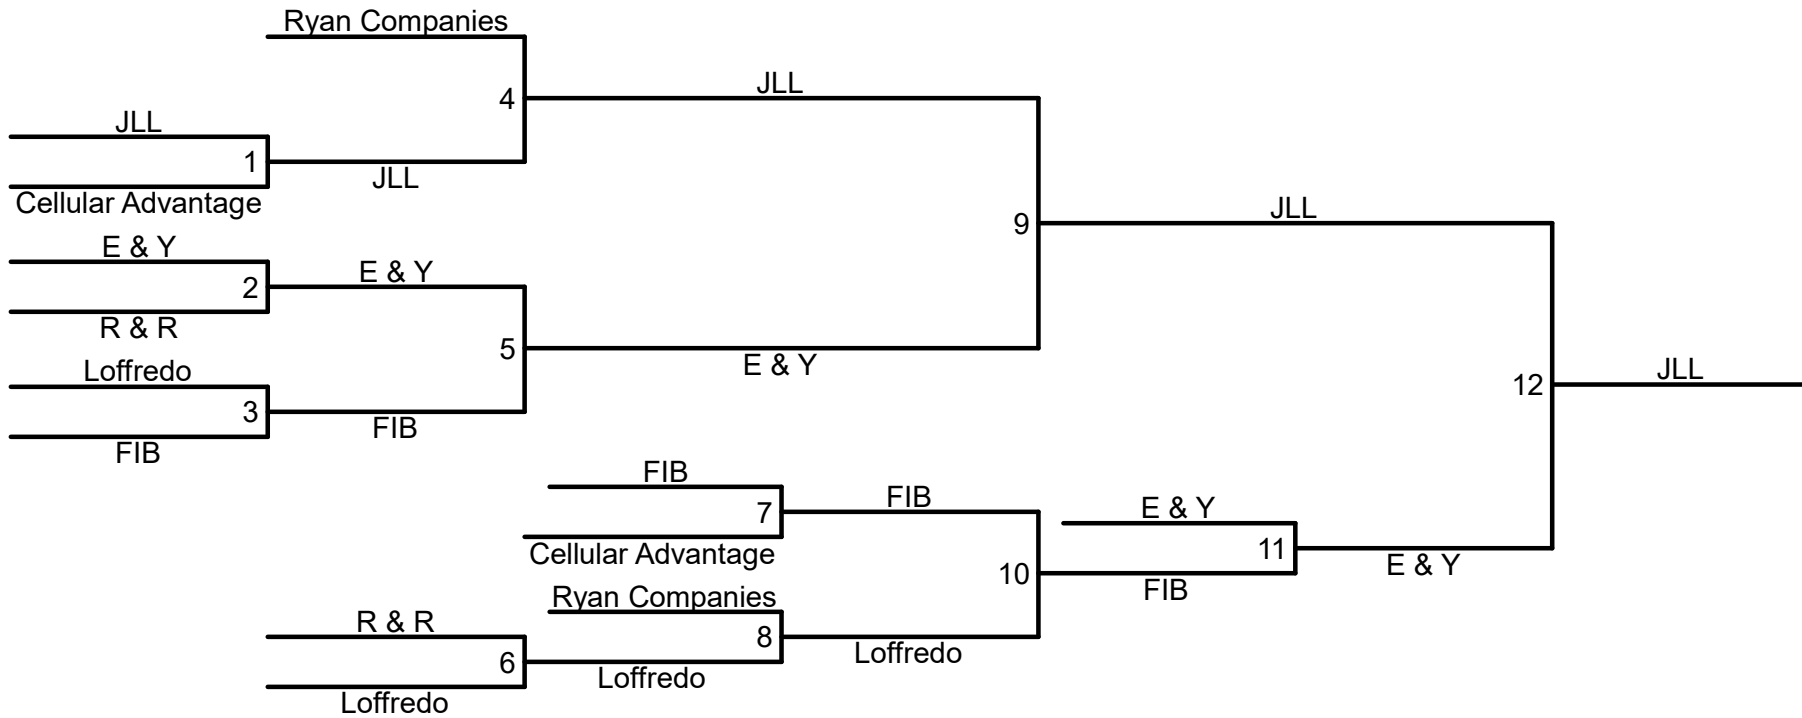 Ryan Companies
JLL
4
JLL
1
JLL
Cellular Advantage
JLL
9
E & Y
E & Y
2
R & R
E & Y
5
Loffredo
JLL
12
3
FIB
FIB
FIB
FIB
E & Y
7
11
E & Y
Cellular Advantage
10
FIB
Ryan Companies
R & R
8
Loffredo
6
Loffredo
Loffredo